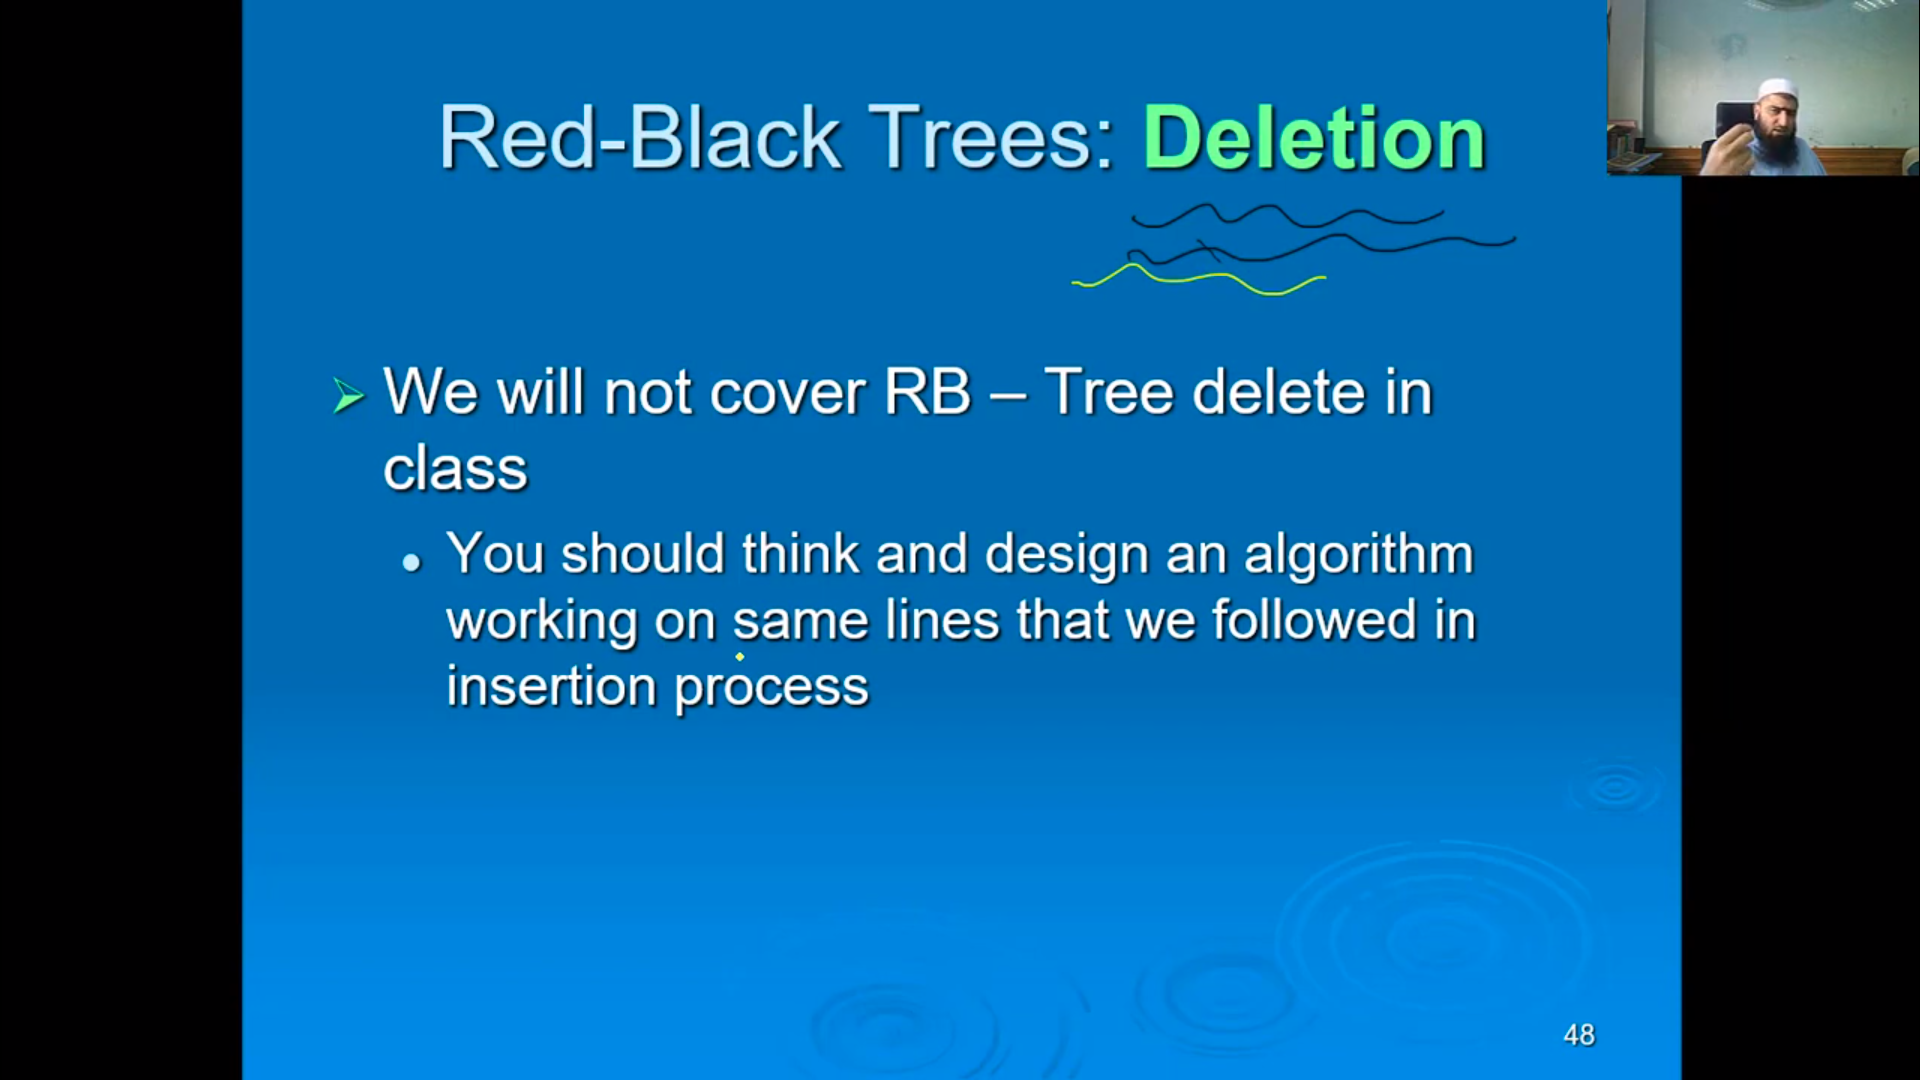 Red-Black Trees: Deletion
We will not cover RB – Tree delete in
class
You should think and design an algorithm
working on same lines that we followed in
insertion process
48